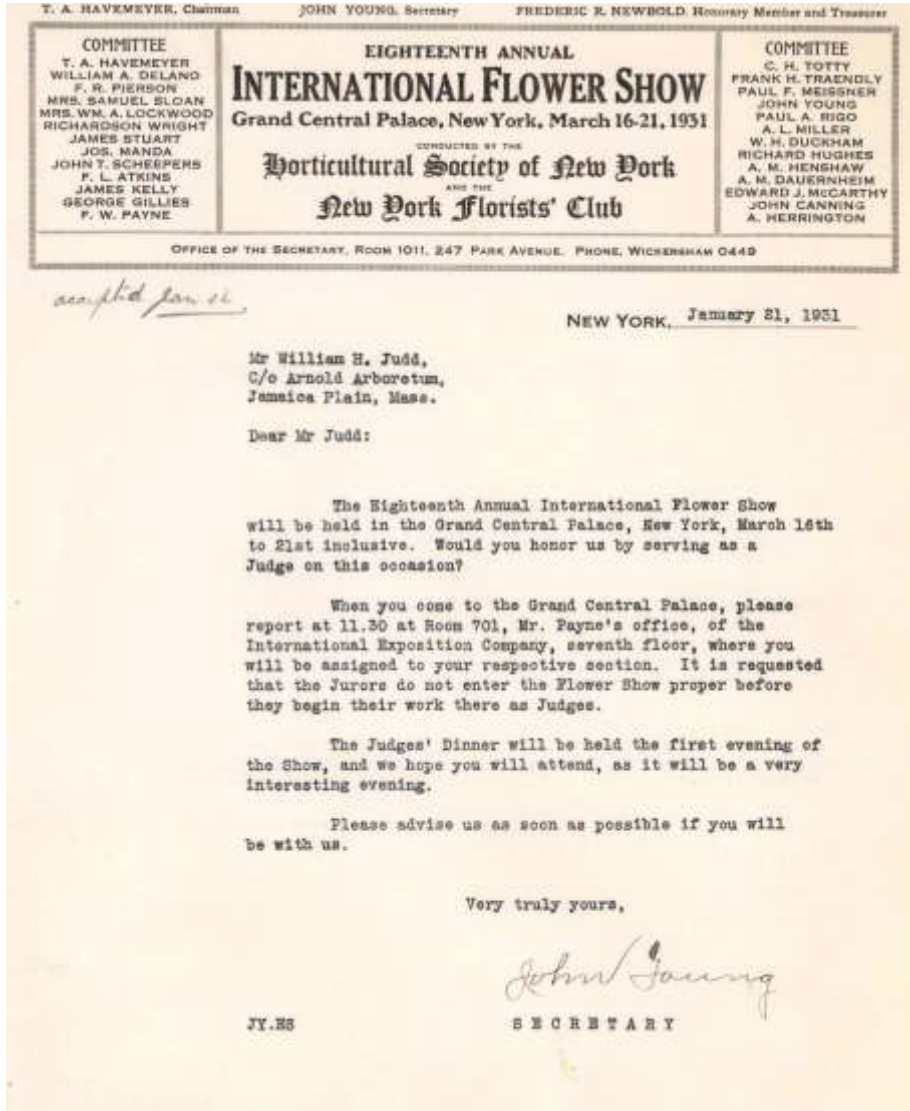 T. A. HAVEMEYER, Chairman JOHN YOUNG, Secretary FREDERIC R. NEWBOLD, Honorary Member and Treasurer
COMMITTEE
T. A. HAVEMEYER
WILLIAM A. DELANO
F. R. PIERSON
MRS. SAMUEL SLOAN
MRS. WM. A. LOCKWOOD
RICHARDSON WRIGHT
JAMES STUART
JOS. MANDA
JOHN T. SCHEEPERS
F. L. ATKINS
JAMES KELLY
GEORGE GILLIES
F. W. PAYNE
EIGHTEENTH ANNUAL
INTERNATIONAL FLOWER SHOW
Grand Central Palace, New York, March 16-21, 1931
CONDUCTED BY THE
Horticultural Society of New York
AND THE
New York Florists' Club
COMMITTEE
C. H. TOTTY
FRANK H. TRAENDLY
PAUL F. MEISSNER
JOHN YOUNG
PAUL A. RIGO
A. L. MILLER
W. H. DUCKHAM
RICHARD HUGHES
A. M. HENSHAW
A. M. DAUERNHEIM
EDWARD J. McCARTHY
JOHN CANNING
A. HERRINGTON
OFFICE OF THE SECRETARY, ROOM 1011, 247 PARK AVENUE. PHONE, WICKERSHAM 0449
accepted Jan 22
NEW YORK, January 21, 1931
Mr William H. Judd,
C/o Arnold Arboretum,
Jamaica Plain, Mass.
Dear Mr Judd:
The Eighteenth Annual International Flower Show
will be held in the Grand Central Palace, New York, March 16th
to 21st inclusive. Would you honor us by serving as a
Judge on this occasion?
When you come to the Grand Central Palace, please
report at 11.30 at Room 701, Mr. Payne's office, of the
International Exposition Company, seventh floor, where you
will be assigned to your respective section. It is requested
that the Jurors do not enter the Flower Show proper before
they begin their work there as Judges.
The Judges' Dinner will be held the first evening of
the Show, and we hope you will attend, as it will be a very
interesting evening.
Please advise us as soon as possible if you will
be with us.
Very truly yours,
John Young
JY.ES SECRETARY